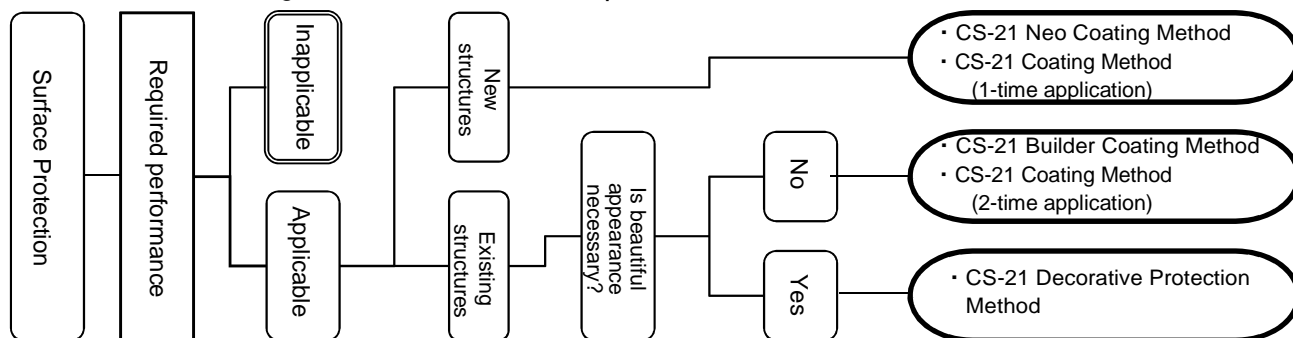 Surface Protection
Required performance
Inapplicable
Applicable
New
structures
Existing
structures
Is beautiful
appearance
necessary?
No
Yes
・CS-21 Neo Coating Method
・CS-21 Coating Method
(1-time application)
・CS-21 Builder Coating Method
・CS-21 Coating Method
(2-time application)
・CS-21 Decorative Protection
Method